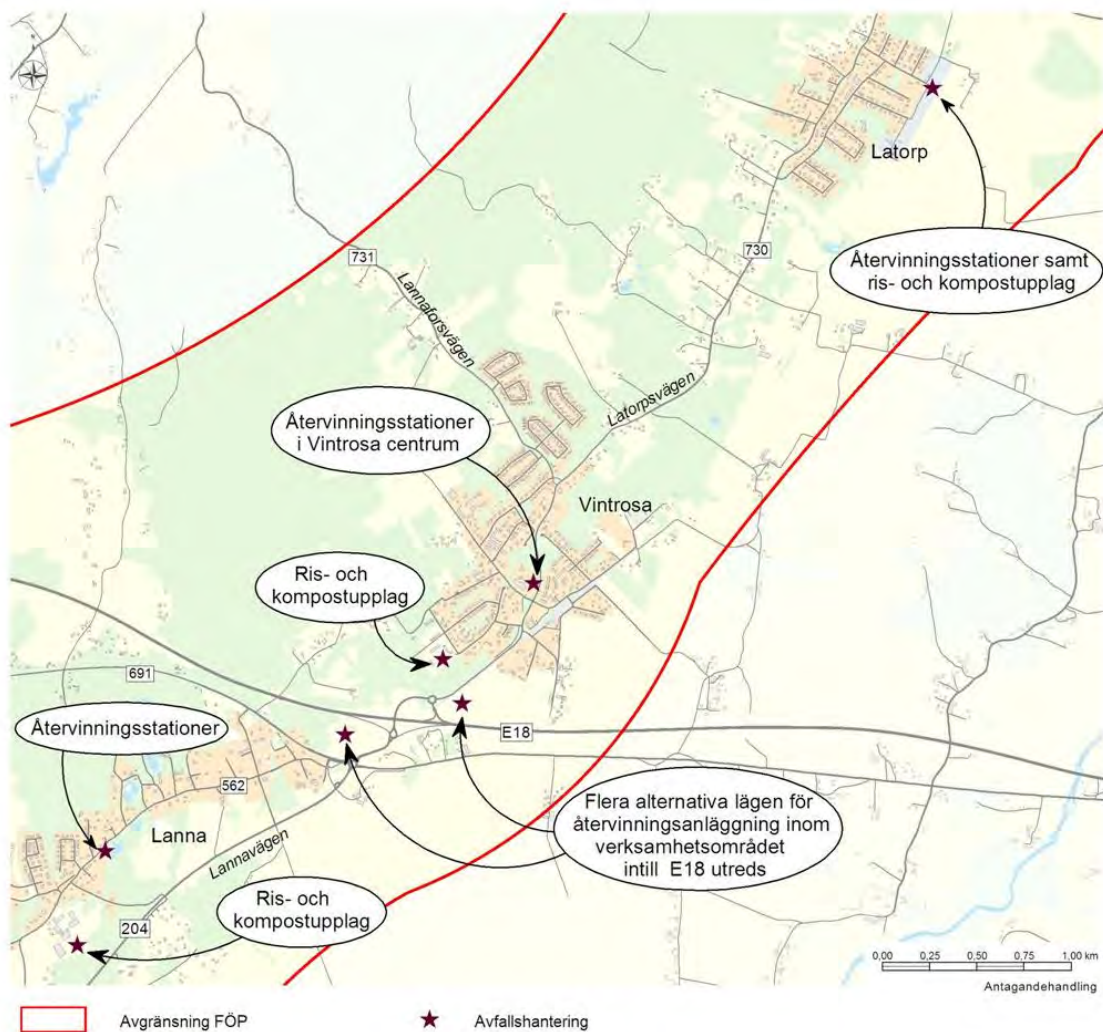 Latorp
730
Återvinningsstationer samt
ris- och kompostupplag
731
Lannaforsvägen
Latorpsvägen
Återvinningsstationer
i Vintrosa centrum
Vintrosa
Ris- och
kompostupplag
691
Återvinningsstationer
E18
562
Flera alternativa lägen för
återvinningsanläggning inom
verksamhetsområdet
intill E18 utreds
Lanna
Lannavägen
Ris- och
kompostupplag
204
0,00 0,25 0,50 0,75 1,00 km
Antagandehandling
Avgränsning FÖP
Avfallshantering